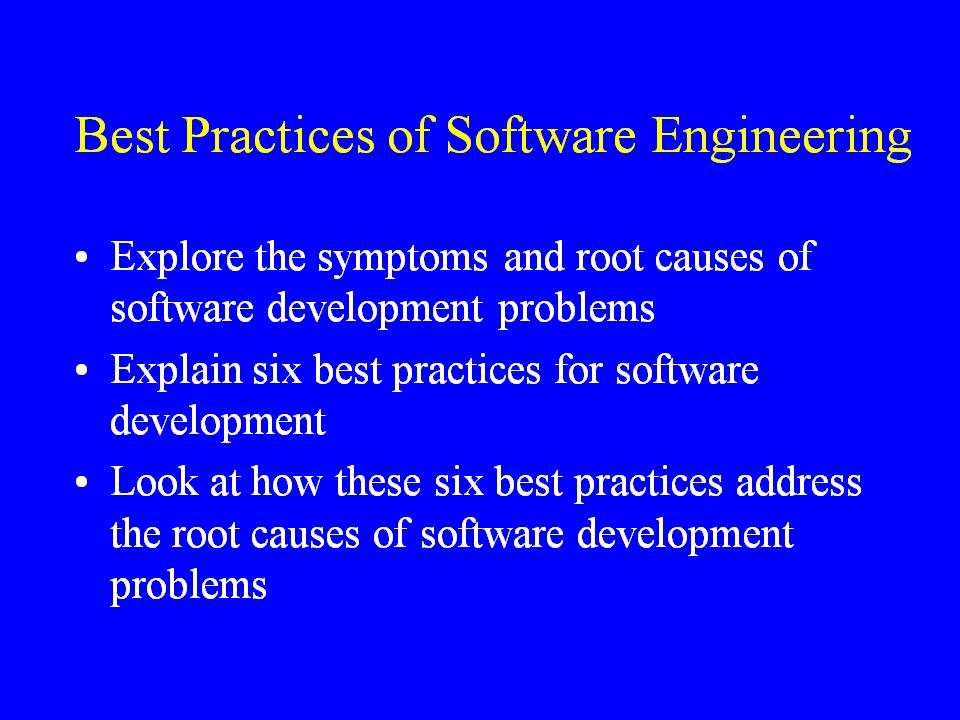 Best Practices of Software Engineering
• Explore the symptoms and root causes of
software development problems
• Explain six best practices for software
development
• Look at how these six best practices address
the root causes of software development
problems